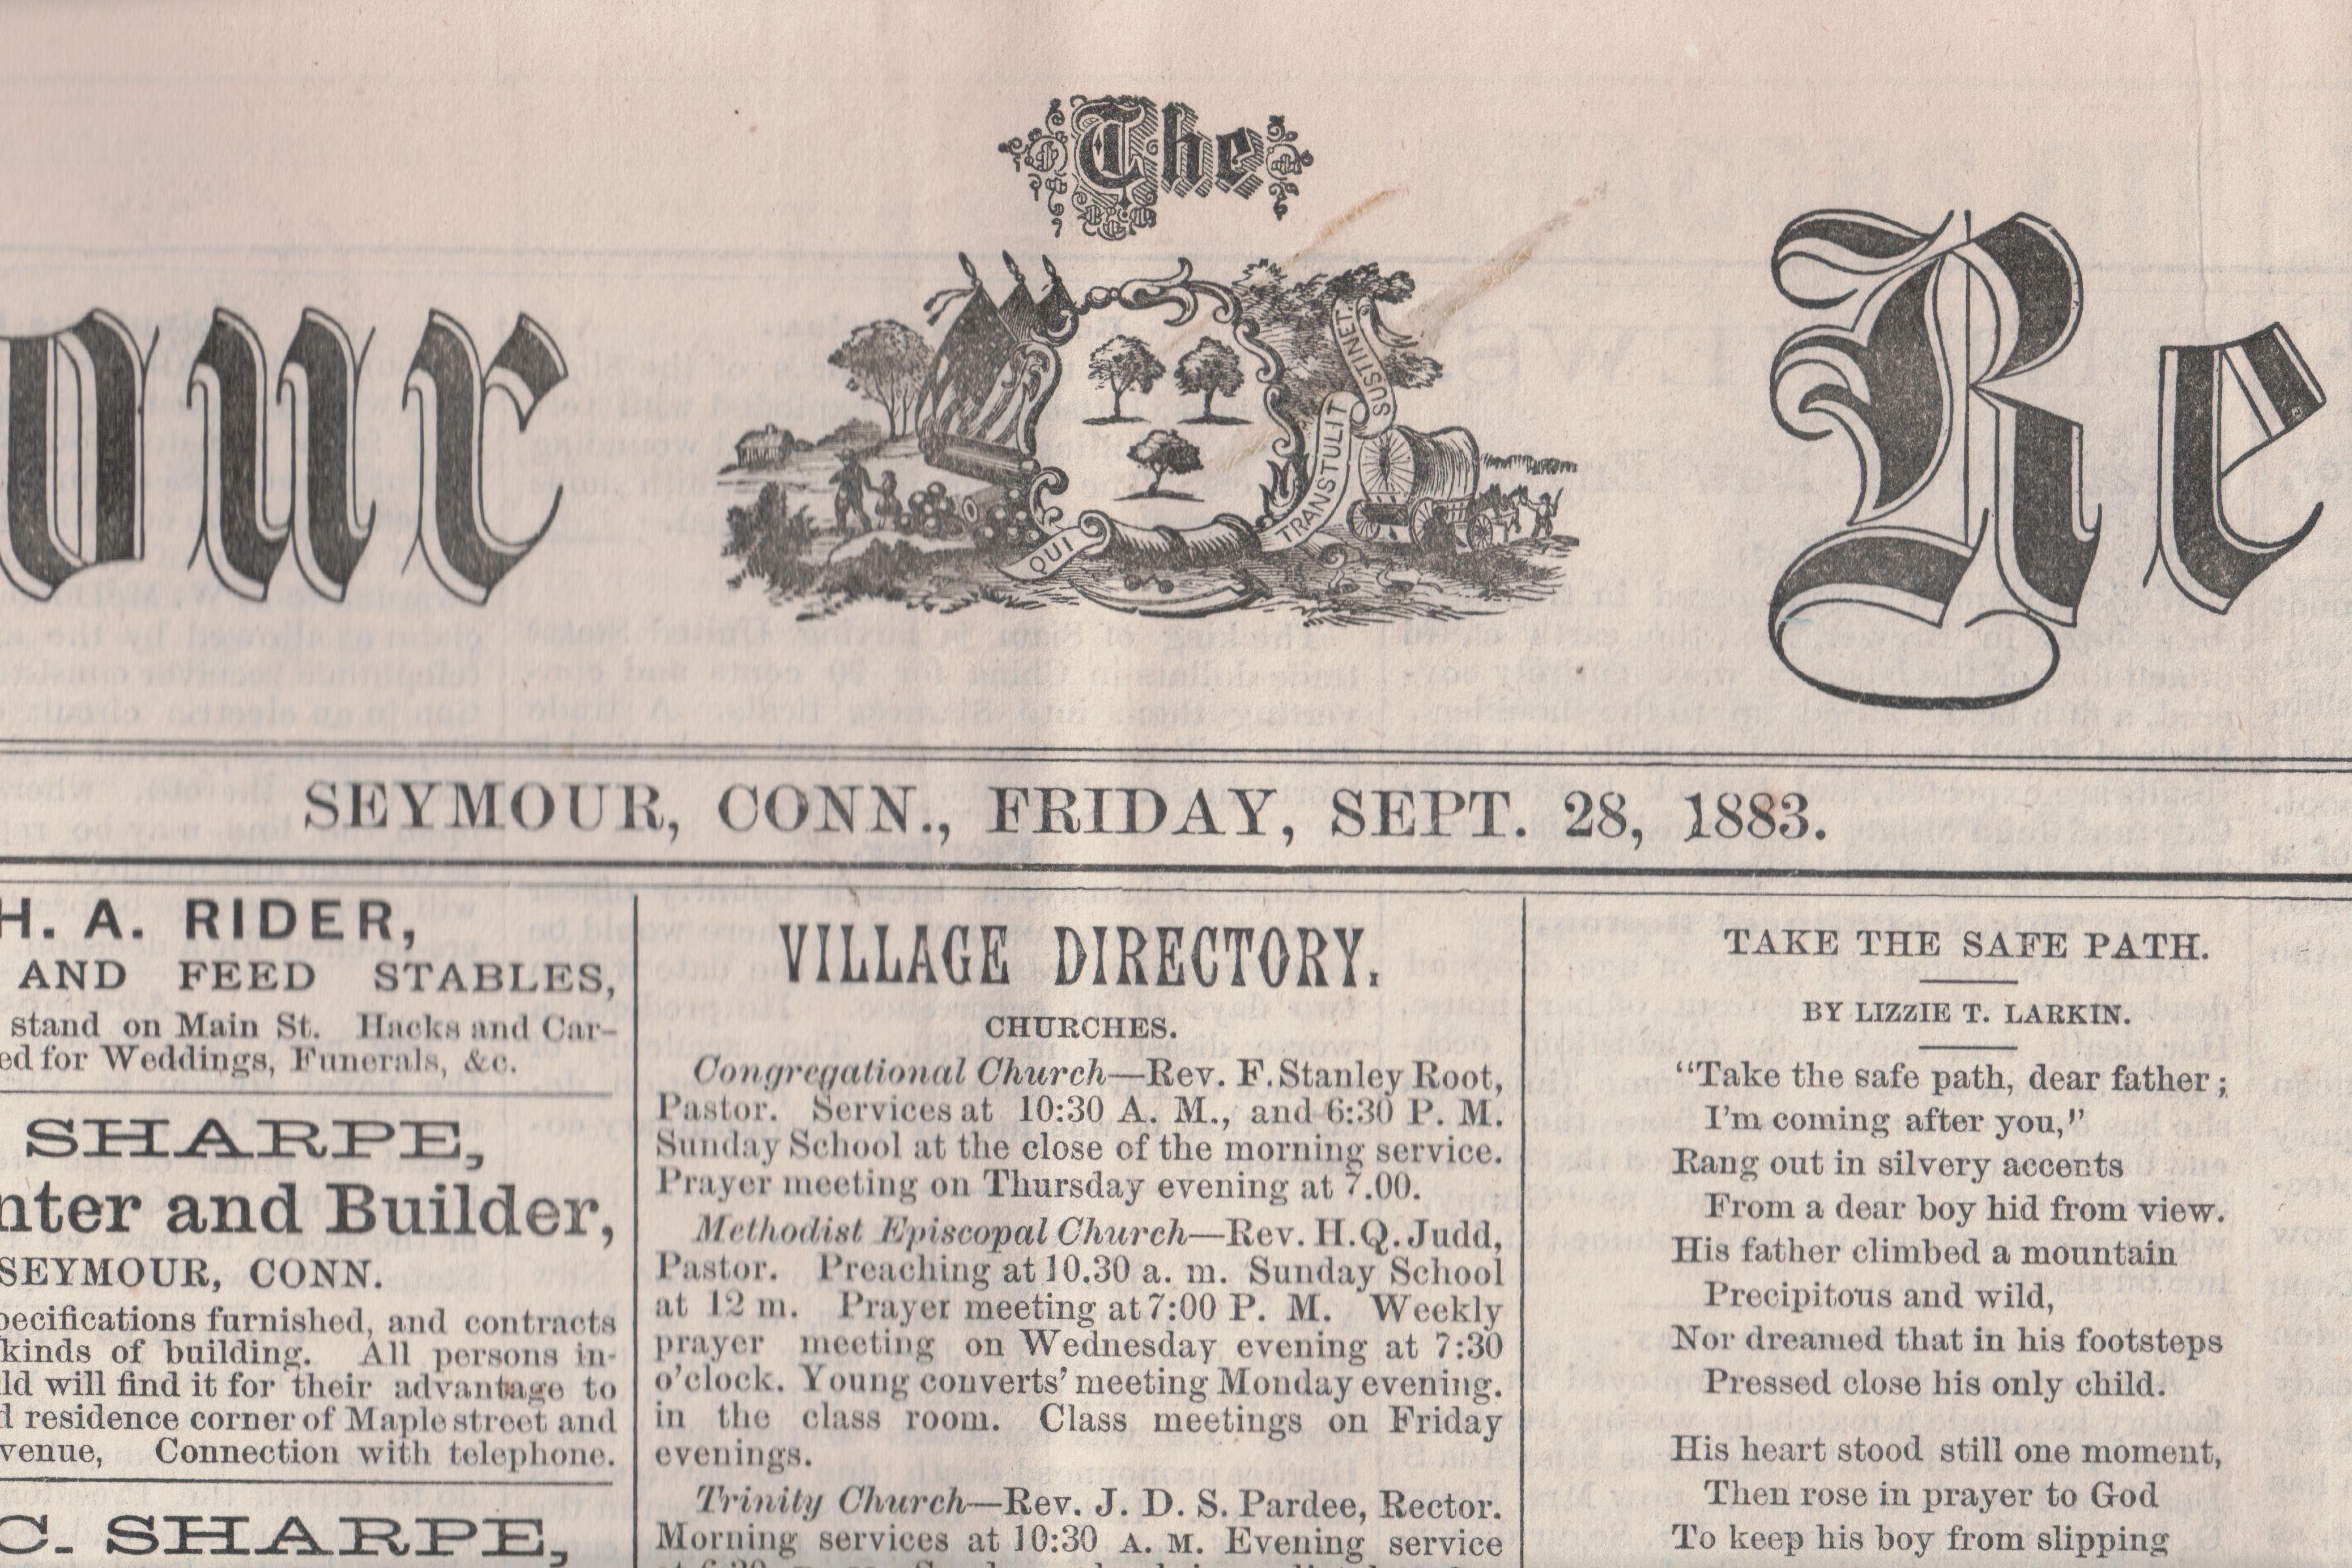 The
our Re
QUI TRANSTULIT SUSTINET
SEYMOUR, CONN., FRIDAY, SEPT. 28, 1883.
H. A. RIDER,
AND FEED STABLES,
stand on Main St. Hacks and Car-
ed for Weddings, Funerals, &c.
SHARPE,
nter and Builder,
SEYMOUR, CONN.
pecifications furnished, and contracts
kinds of building. All persons in-
ld will find it for their advantage to
d residence corner of Maple street and
venue, Connection with telephone.
C. SHARPE,
VILLAGE DIRECTORY.
CHURCHES.
Congregational Church—Rev. F. Stanley Root,
Pastor. Services at 10:30 A. M., and 6:30 P. M.
Sunday School at the close of the morning service.
Prayer meeting on Thursday evening at 7.00.
Methodist Episcopal Church—Rev. H. Q. Judd,
Pastor. Preaching at 10.30 a. m. Sunday School
at 12 m. Prayer meeting at 7:00 P. M. Weekly
prayer meeting on Wednesday evening at 7:30
o'clock. Young converts' meeting Monday evening.
in the class room. Class meetings on Friday
evenings.
Trinity Church—Rev. J. D. S. Pardee, Rector.
Morning services at 10:30 A. M. Evening service
TAKE THE SAFE PATH.
BY LIZZIE T. LARKIN.
"Take the safe path, dear father;
I'm coming after you,"
Rang out in silvery accents
From a dear boy hid from view.
His father climbed a mountain
Precipitous and wild,
Nor dreamed that in his footsteps
Pressed close his only child.
His heart stood still one moment,
Then rose in prayer to God
To keep his boy from slipping